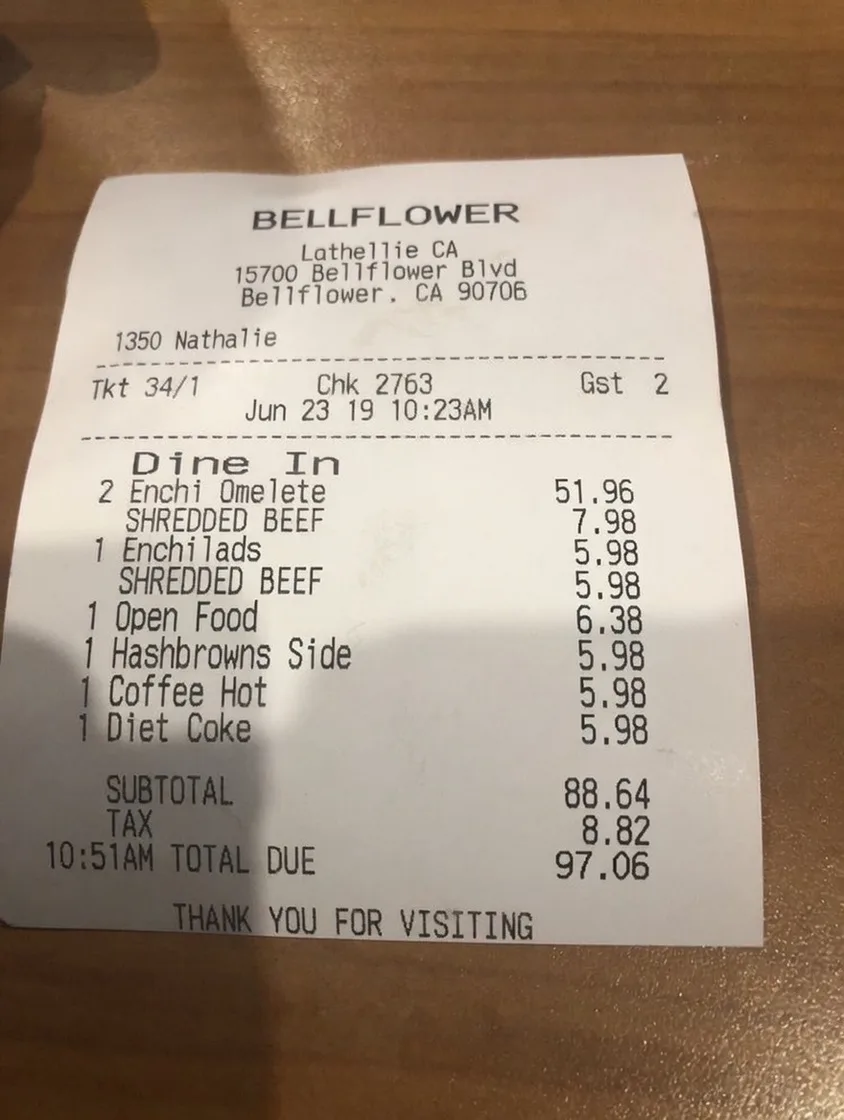 BELLFLOWER
Lathellie CA
15700 Bellflower Blvd
Bellflower. CA 90706
1350 Nathalie
Tkt 34/1 Chk 2763 Gst 2
Jun 23 19 10:23AM
Dine In
2 Enchi Omelete 51.96
SHREDDED BEEF 7.98
1 Enchilads 5.98
SHREDDED BEEF 5.98
1 Open Food 6.38
1 Hashbrowns Side 5.98
1 Coffee Hot 5.98
1 Diet Coke 5.98
SUBTOTAL 88.64
TAX 8.82
10:51AM TOTAL DUE 97.06
THANK YOU FOR VISITING